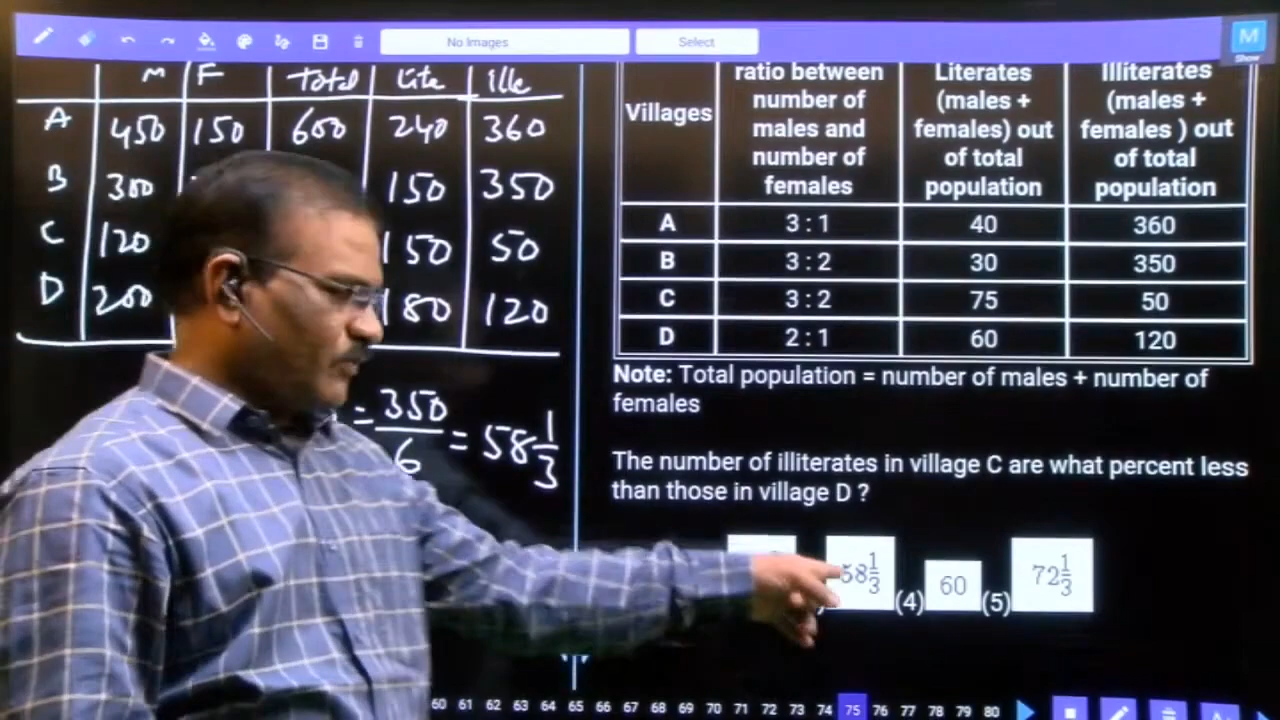 No Images
Select
M
Show
M F Total Lite Ille
A 450 150 600 240 360
B 300 150 350
C 120 150 50
D 200 180 120
= 350/6 = 58 1/3
Villages
ratio between
number of
males and
number of
females
Literates
(males +
females) out
of total
population
Illiterates
(males +
females ) out
of total
population
A 3 : 1 40 360
B 3 : 2 30 350
C 3 : 2 75 50
D 2 : 1 60 120
Note: Total population = number of males + number of
females
The number of illiterates in village C are what percent less
than those in village D ?
58 1/3 (4) 60 (5) 72 1/3
60 61 62 63 64 65 66 67 68 69 70 71 72 73 74 75 76 77 78 79 80